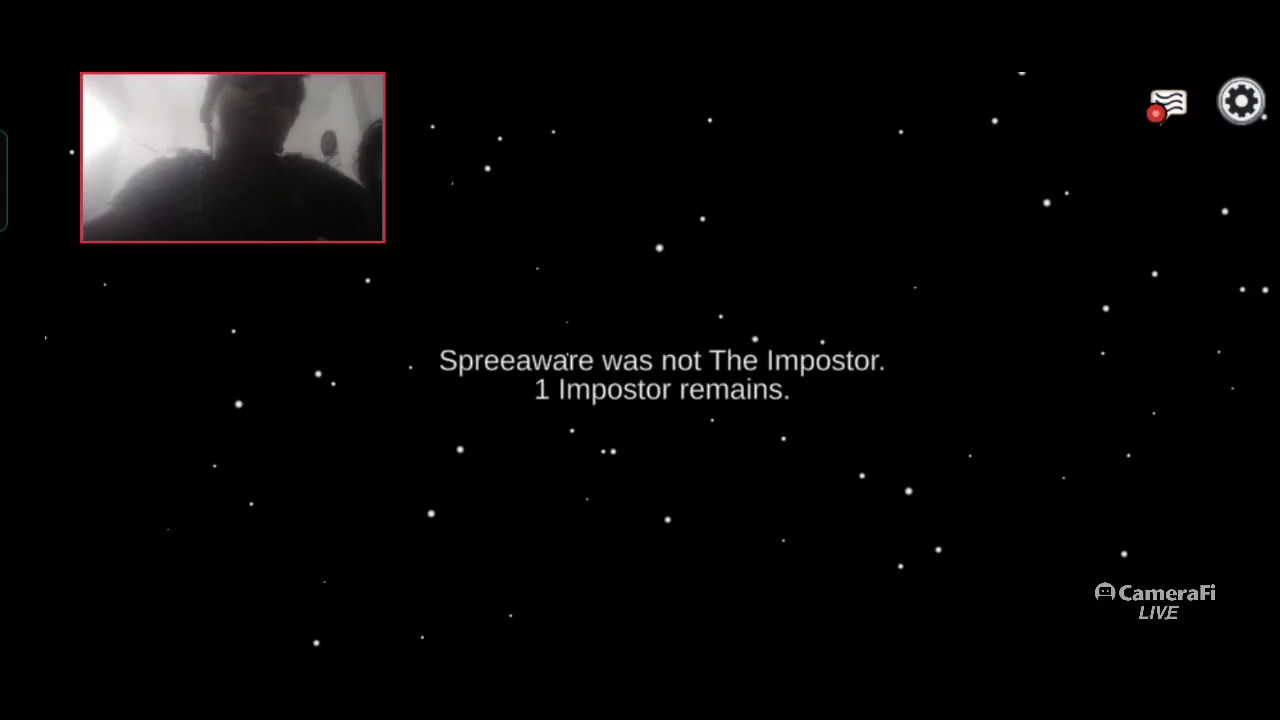 Spreeaware was not The Impostor.
1 Impostor remains.
CameraFi
LIVE